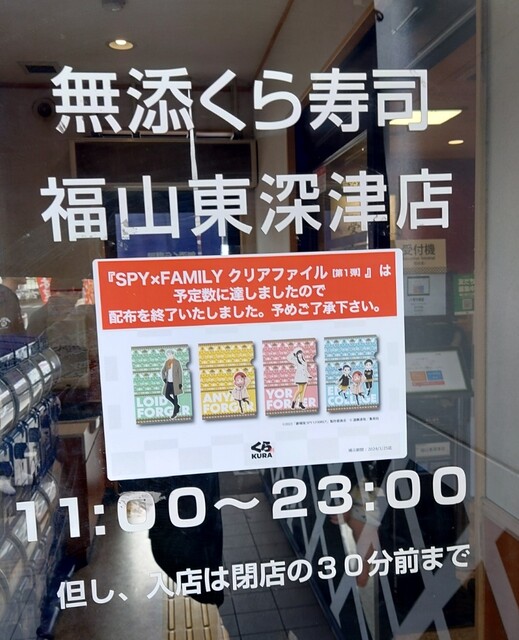 無添くら寿司
福山東深津店
受付機
『SPY×FAMILY クリアファイル【第1弾】』は
予定数に達しましたので
配布を終了いたしました。予めご了承下さい。
LOID
FORGER
ANYA
FORGER
YOR
FORGER
くら
KURA
11:00～23:00
但し、入店は閉店の30分前まで